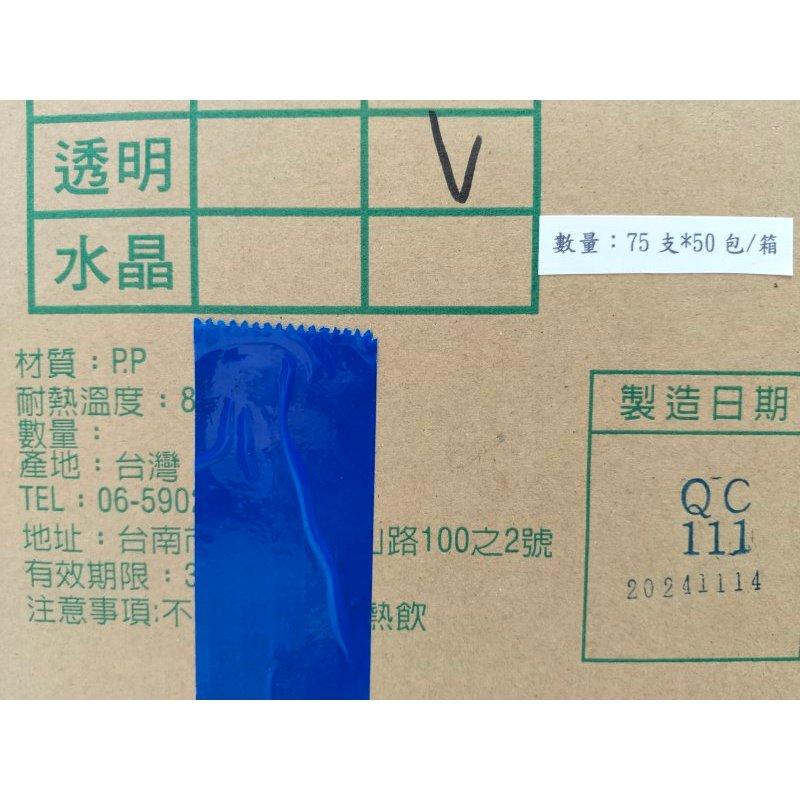 透明 V
水晶
數量：75 支*50 包/箱
材質：P.P
耐熱溫度：8
數量：
產地：台灣
TEL：06-590
地址：台南 路100之2號
有效期限：3
注意事項:不 熱飲
製造日期
QC
111
20241114